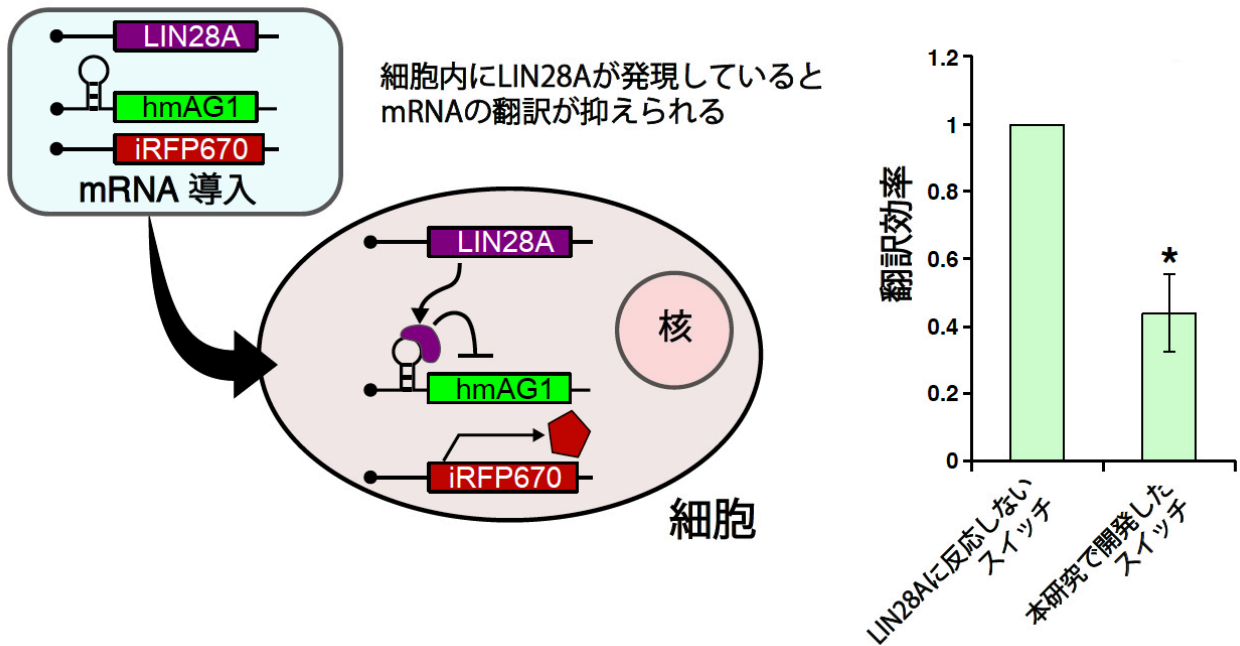 LIN28A
hmAG1
iRFP670
mRNA 導入
細胞内にLIN28Aが発現していると
mRNAの翻訳が抑えられる
LIN28A
核
hmAG1
iRFP670
細胞
翻訳効率
1.2
1
0.8
0.6
0.4
0.2
0
*
LIN28Aに反応しない
スイッチ
本研究で開発した
スイッチ